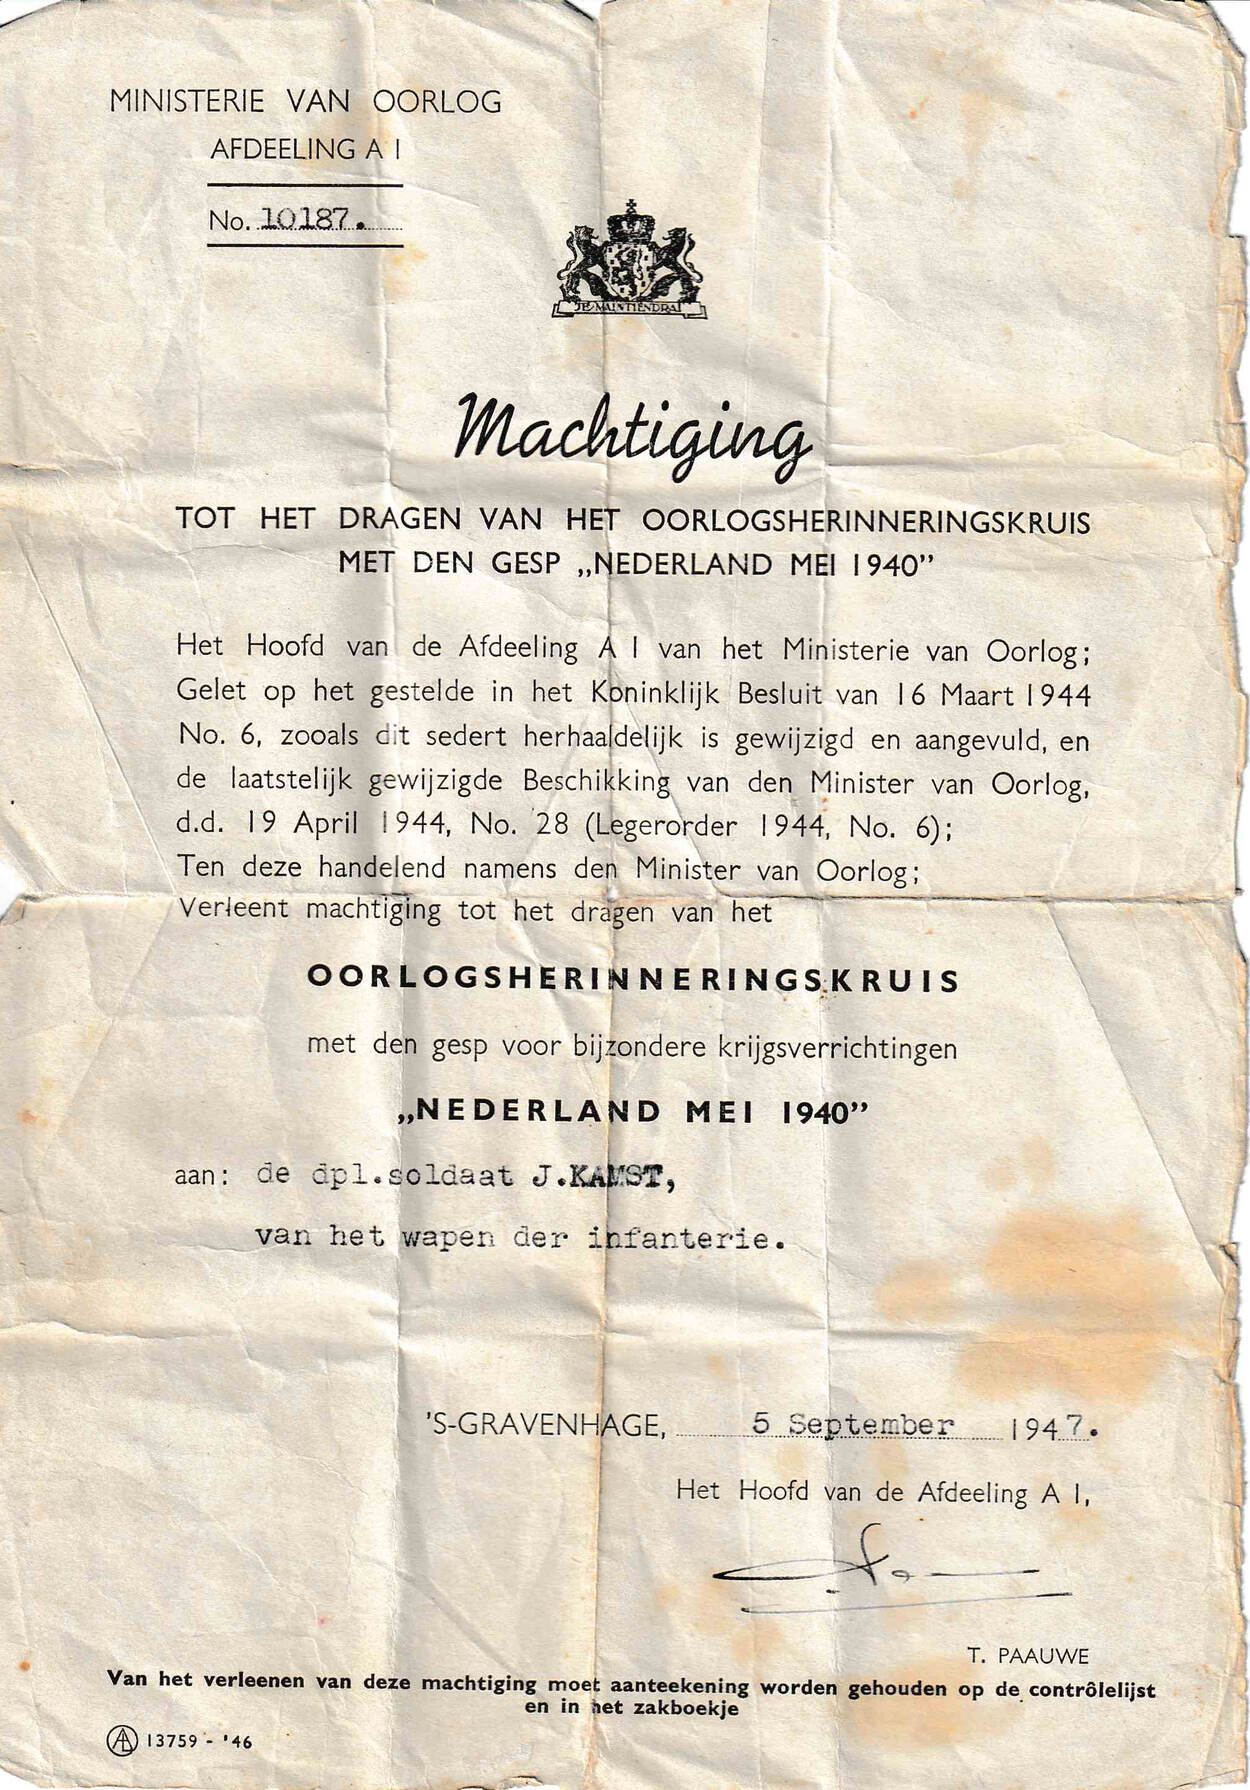 MINISTERIE VAN OORLOG
AFDEELING A I
No. 10187.
JE MAINTIENDRAI
Machtiging
TOT HET DRAGEN VAN HET OORLOGSHERINNERINGSKRUIS
MET DEN GESP „NEDERLAND MEI 1940”
Het Hoofd van de Afdeeling A I van het Ministerie van Oorlog;
Gelet op het gestelde in het Koninklijk Besluit van 16 Maart 1944
No. 6, zooals dit sedert herhaaldelijk is gewijzigd en aangevuld, en
de laatstelijk gewijzigde Beschikking van den Minister van Oorlog,
d.d. 19 April 1944, No. 28 (Legerorder 1944, No. 6);
Ten deze handelend namens den Minister van Oorlog;
Verleent machtiging tot het dragen van het
OORLOGSHERINNERINGSKRUIS
met den gesp voor bijzondere krijgsverrichtingen
„NEDERLAND MEI 1940”
aan: de dpl.soldaat J.KAMST,
van het wapen der infanterie.
'S-GRAVENHAGE, 5 September 1947.
Het Hoofd van de Afdeeling A I,
T. PAAUWE
Van het verleenen van deze machtiging moet aanteekening worden gehouden op de contrôlelijst
en in het zakboekje
13759 - '46